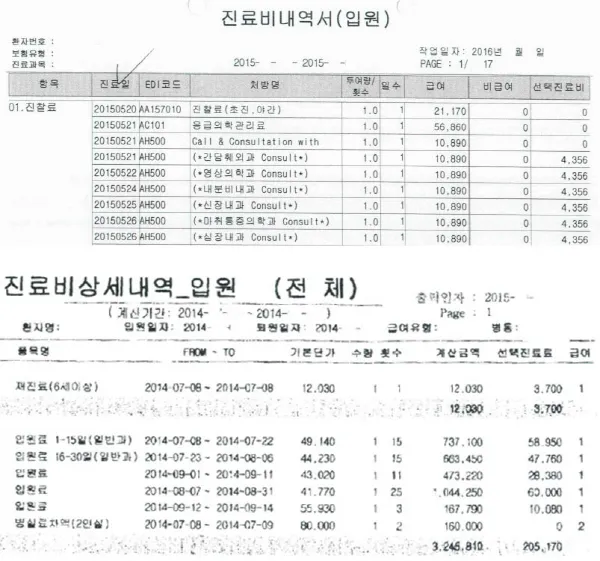 진료비내역서(입원)
환자번호 :
보험유형 : 작업일자: 2016년 월 일
진료과목 : 2015- - - 2015- - PAGE : 1/ 17
항목 진료일 EDI코드 처방명 투여량/횟수 일수 급여 비급여 선택진료비
01.진찰료 20150520 AA157010 진찰료(초진,야간) 1.0 1 21,170 0 0
20150521 AC101 응급의학관리료 1.0 1 56,860 0 0
20150521 AH500 Call & Consultation with 1.0 1 10,890 0 0
20150521 AH500 (*간담췌외과 Consult*) 1.0 1 10,890 0 4,356
20150522 AH500 (*영상의학과 Consult*) 1.0 1 10,890 0 4,356
20150524 AH500 (*내분비내과 Consult*) 1.0 1 10,890 0 4,356
20150525 AH500 (*신장내과 Consult*) 1.0 1 10,890 0 4,356
20150526 AH500 (*마취통증의학과 Consult*) 1.0 1 10,890 0 4,356
20150526 AH500 (*심장내과 Consult*) 1.0 1 10,890 0 4,356
진료비상세내역_입원 (전 체) 출력일자 : 2015- -
(계산기간: 2014- - ~2014- - ) Page : 1
환자명: 입원일자: 2014- 퇴원일자: 2014- - 급여유형: 병동:
품목명 FROM ~ TO 기본단가 수량 횟수 계산금액 선택진료료 급여
재진료(6세이상) 2014-07-08 ~ 2014-07-08 12.030 1 1 12.030 3.700 1
12.030 3.700
입원료 1-15일(일반과) 2014-07-08 ~ 2014-07-22 49.140 1 15 737.100 58.950 1
입원료 16-30일(일반과) 2014-07-23 ~ 2014-08-06 44.230 1 15 663.450 47.760 1
입원료 2014-09-01 ~ 2014-09-11 43.020 1 11 473.220 28.380 1
입원료 2014-08-07 ~ 2014-08-31 41.770 1 25 1.044.250 60.000 1
입원료 2014-09-12 ~ 2014-09-14 55.930 1 3 167.790 10.080 1
병실료차액(2인실) 2014-07-08 ~ 2014-07-09 80.000 1 2 160.000 0 2
3.245.810 205.170